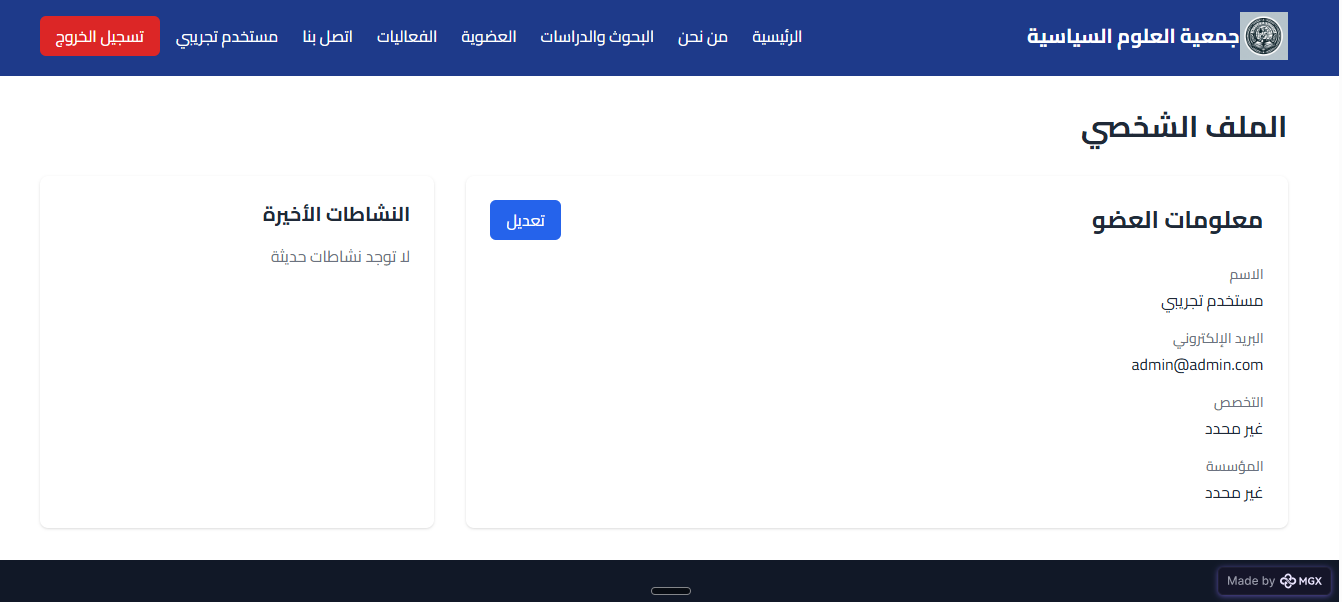 جمعية العلوم السياسية
الرئيسية
من نحن
البحوث والدراسات
العضوية
الفعاليات
اتصل بنا
مستخدم تجريبي
تسجيل الخروج
الملف الشخصي
معلومات العضو
تعديل
الاسم
مستخدم تجريبي
البريد الإلكتروني
admin@admin.com
التخصص
غير محدد
المؤسسة
غير محدد
النشاطات الأخيرة
لا توجد نشاطات حديثة
Made by MGX